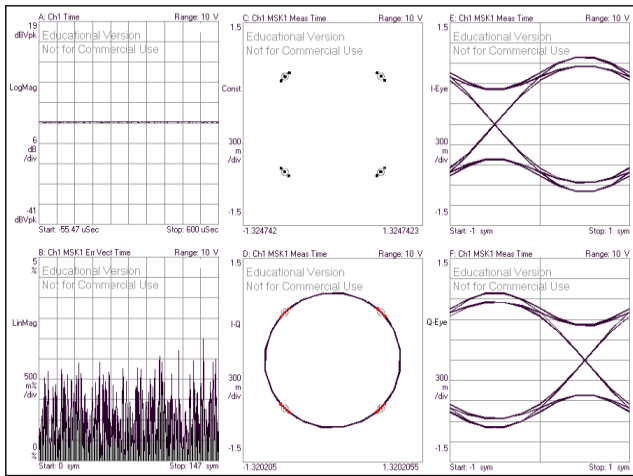 A: Ch1 Time Range: 10 V
19
dBVpk
Educational Version
Not for Commercial Use
LogMag
6
dB
/div
-41
dBVpk
Start: -55.47 uSec Stop: 600 uSec
C: Ch1 MSK1 Meas Time Range: 10 V
1.5
Educational Version
Not for Commercial Use
Const
300
m
/div
-1.5
-1.324742 1.3247423
E: Ch1 MSK1 Meas Time Range: 10 V
1.5
Educational Version
Not for Commercial Use
I-Eye
300
m
/div
-1.5
Start: -1 sym Stop: 1 sym
B: Ch1 MSK1 Err Vect Time Range: 10 V
5
%
Educational Version
Not for Commercial Use
LinMag
500
m%
/div
0
%
Start: 0 sym Stop: 147 sym
D: Ch1 MSK1 Meas Time Range: 10 V
1.5
Educational Version
Not for Commercial Use
I-Q
300
m
/div
-1.5
-1.320205 1.3202055
F: Ch1 MSK1 Meas Time Range: 10 V
1.5
Educational Version
Not for Commercial Use
Q-Eye
300
m
/div
-1.5
Start: -1 sym Stop: 1 sym